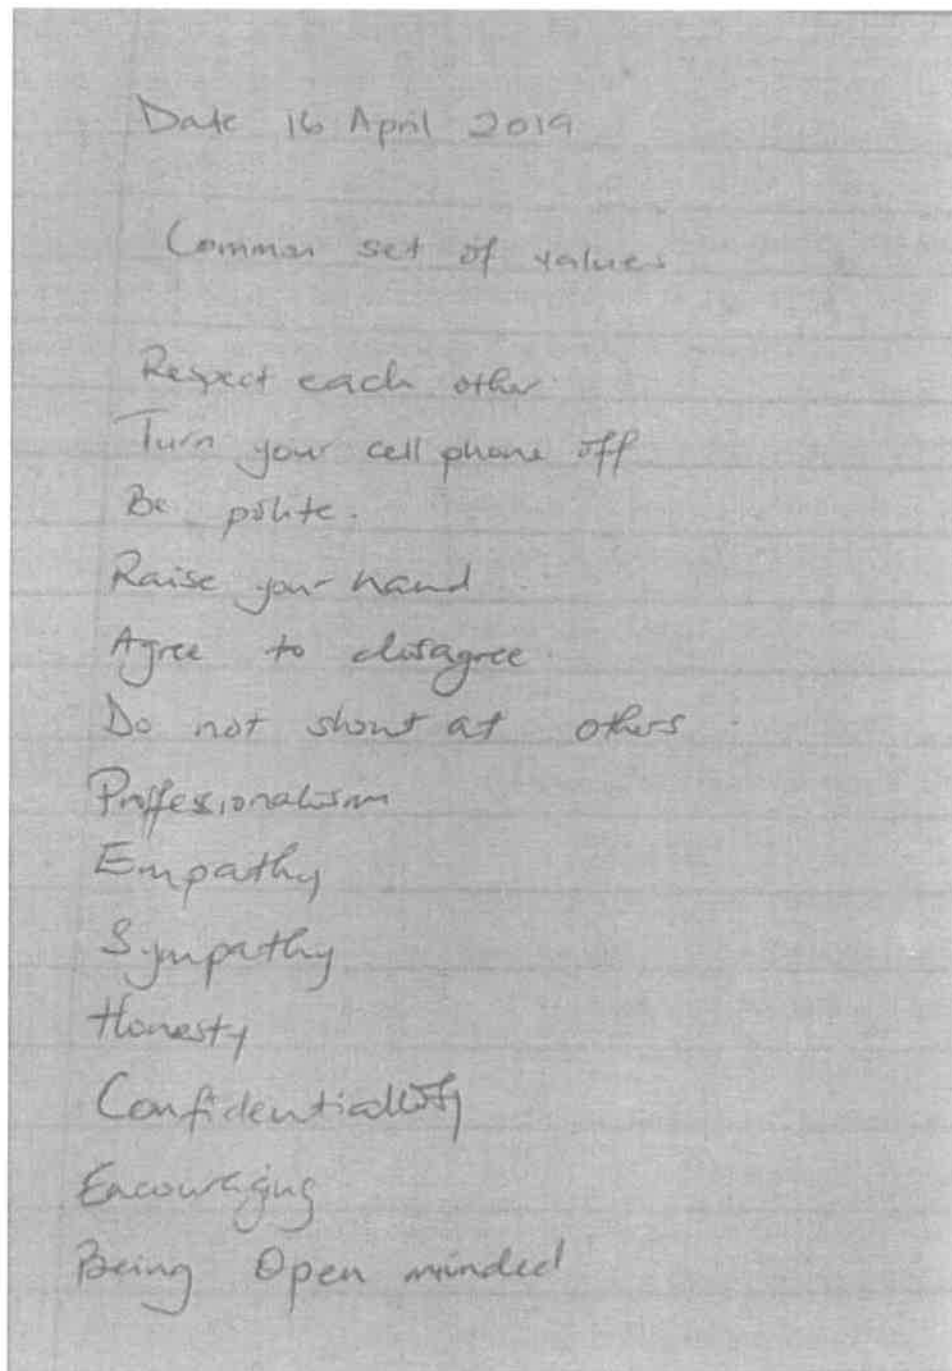 Date 16 April 2019
Common set of values
Respect each other.
Turn your cell phone off
Be polite.
Raise your hand.
Agree to disagree.
Do not shout at others.
Proffessionalism
Empathy
Sympathy
Honesty
Confidentiality
Encouraging
Being Open minded